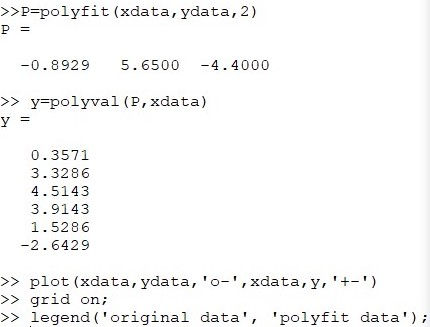 >>P=polyfit(xdata,ydata,2)
P =
-0.8929 5.6500 -4.4000
>> y=polyval(P,xdata)
y =
0.3571
3.3286
4.5143
3.9143
1.5286
-2.6429
>> plot(xdata,ydata,'o-',xdata,y,'+-')
>> grid on;
>> legend('original data', 'polyfit data');